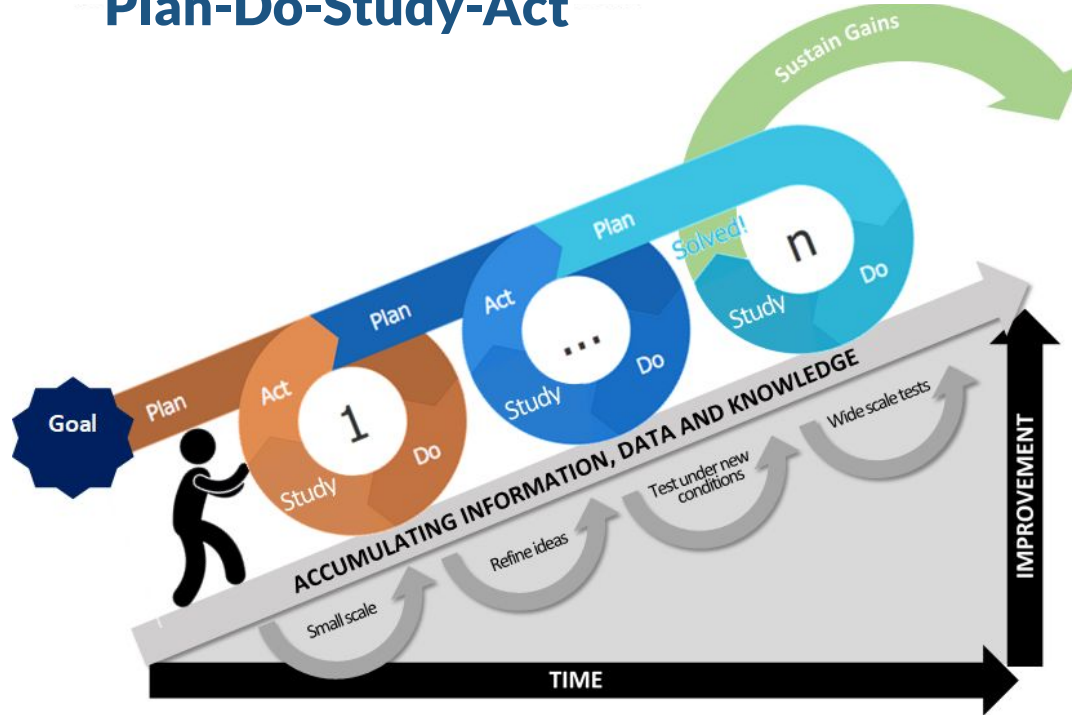 Plan-Do-Study-Act
Sustain Gains
Goal
Plan
Act
1
Do
Study
Plan
Act
...
Do
Study
Plan
Solved!
n
Do
Study
ACCUMULATING INFORMATION, DATA AND KNOWLEDGE
Small scale
Refine ideas
Test under new
conditions
Wide scale tests
IMPROVEMENT
TIME